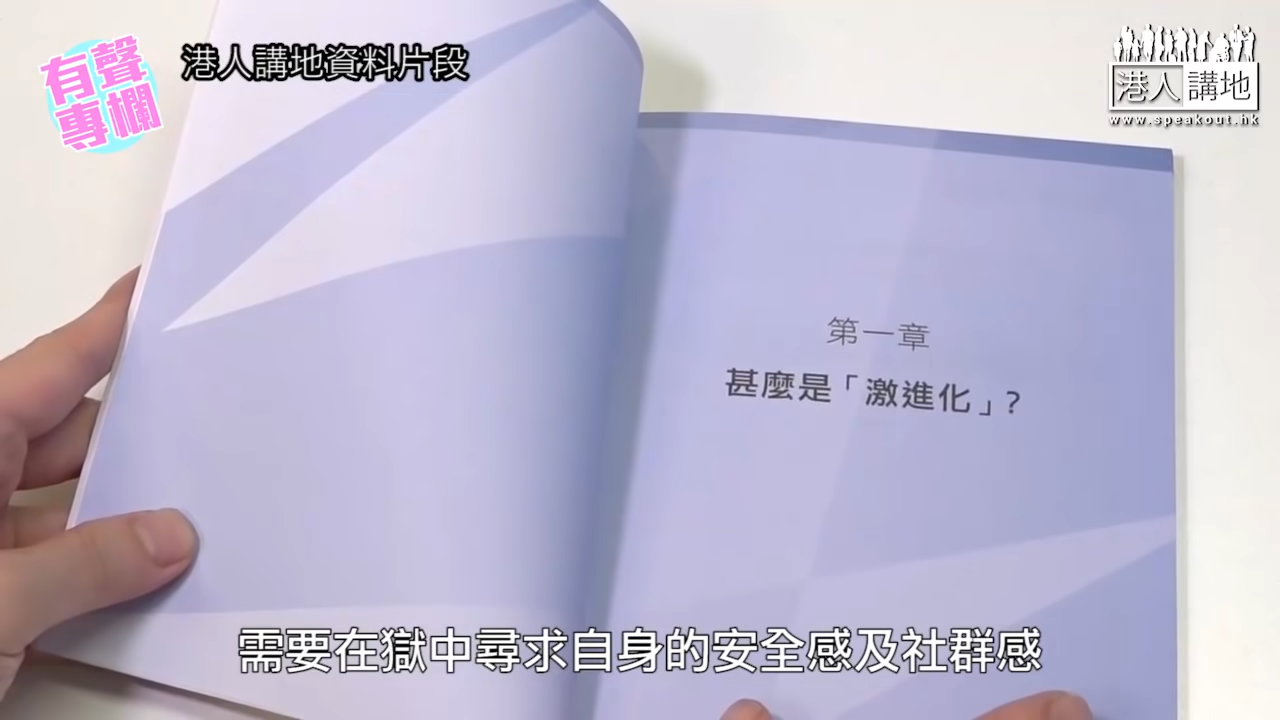 有聲
專欄
港人講地資料片段
港人講地
www.speakout.hk
第一章
甚麼是「激進化」?
需要在獄中尋求自身的安全感及社群感